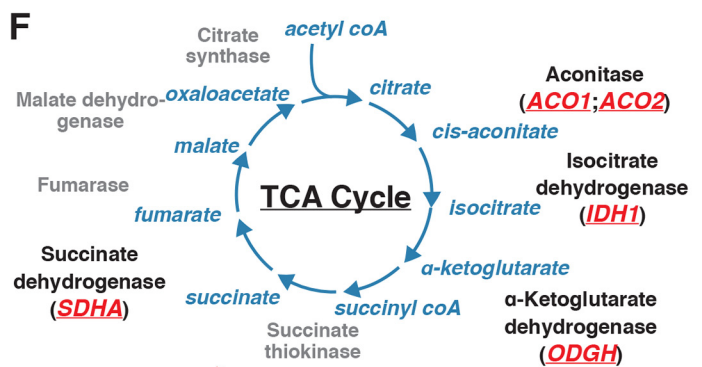 F
acetyl coA
Citrate
synthase
oxaloacetate
citrate
Aconitase
(ACO1;ACO2)
Malate dehydro-
genase
malate
cis-aconitate
Isocitrate
dehydrogenase
(IDH1)
Fumarase
TCA Cycle
isocitrate
fumarate
Succinate
dehydrogenase
(SDHA)
α-ketoglutarate
succinate
succinyl coA
α-Ketoglutarate
dehydrogenase
(ODGH)
Succinate
thiokinase